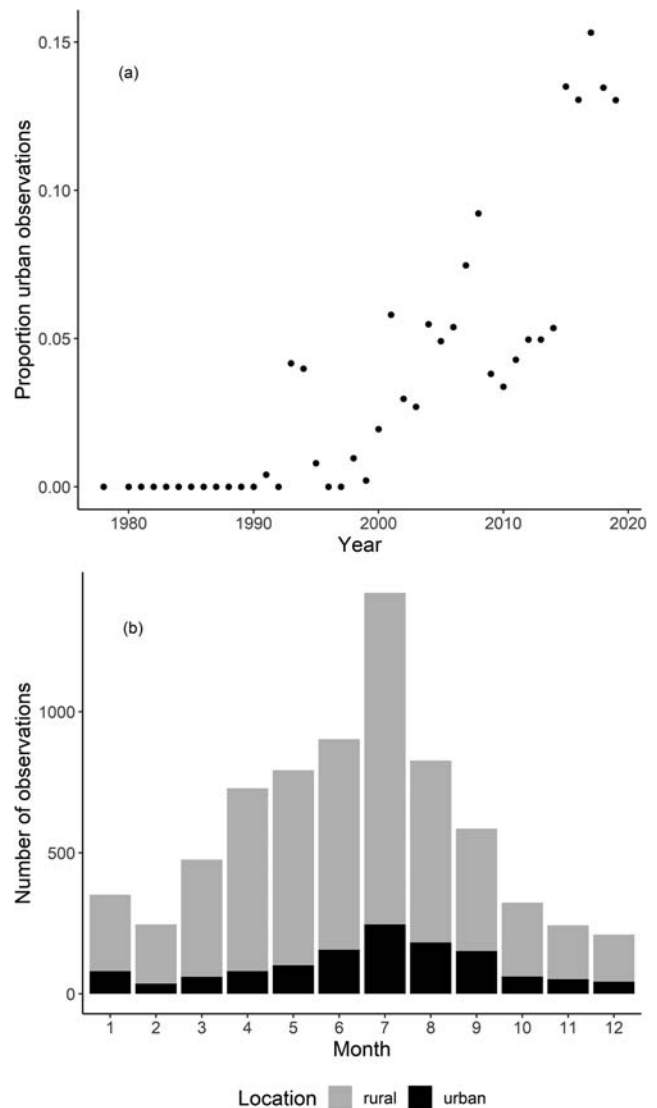 (a)
Proportion urban observations
0.15
0.10
0.05
0.00
1980 1990 2000 2010 2020
Year
(b)
Number of observations
1000
500
0
1 2 3 4 5 6 7 8 9 10 11 12
Month
Location rural urban